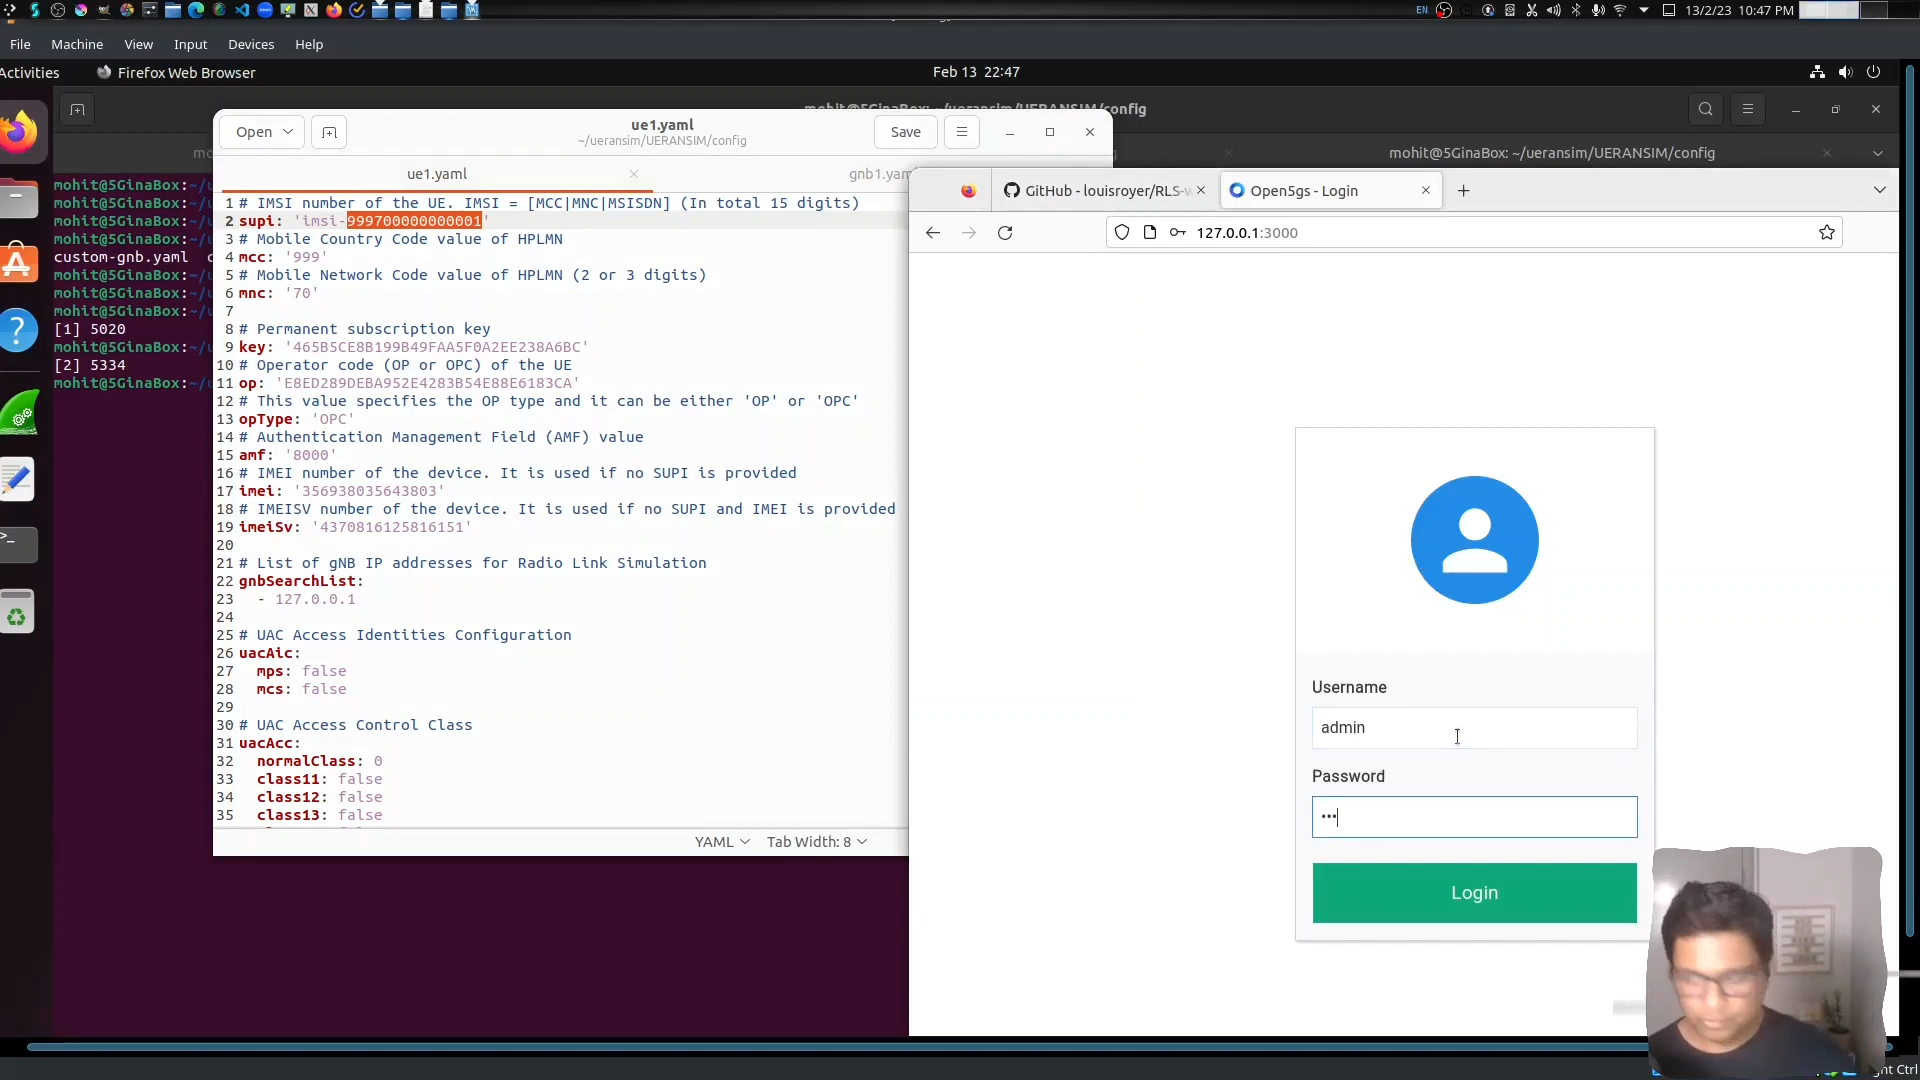 EN
13/2/23 10:47 PM
File Machine View Input Devices Help
Activities Firefox Web Browser
Feb 13 22:47
mohit@5GinaBox: ~/ueransim/UERANSIM/config
mohit@5GinaBox: ~/ueransim/UERANSIM/config
mohit@5GinaBox:~/u
custom-gnb.yaml
mohit@5GinaBox:~/u
mohit@5GinaBox:~/u
mohit@5GinaBox:~/u
[1] 5020
mohit@5GinaBox:~/u
[2] 5334
mohit@5GinaBox:~/u
Open
ue1.yaml
~/ueransim/UERANSIM/config
Save
ue1.yaml
gnb1.yam
1 # IMSI number of the UE. IMSI = [MCC|MNC|MSISDN] (In total 15 digits)
2 supi: 'imsi-999700000000001'
3 # Mobile Country Code value of HPLMN
4 mcc: '999'
5 # Mobile Network Code value of HPLMN (2 or 3 digits)
6 mnc: '70'
7
8 # Permanent subscription key
9 key: '465B5CE8B199B49FAA5F0A2EE238A6BC'
10 # Operator code (OP or OPC) of the UE
11 op: 'E8ED289DEBA952E4283B54E88E6183CA'
12 # This value specifies the OP type and it can be either 'OP' or 'OPC'
13 opType: 'OPC'
14 # Authentication Management Field (AMF) value
15 amf: '8000'
16 # IMEI number of the device. It is used if no SUPI is provided
17 imei: '356938035643803'
18 # IMEISV number of the device. It is used if no SUPI and IMEI is provided
19 imeiSv: '4370816125816151'
20
21 # List of gNB IP addresses for Radio Link Simulation
22 gnbSearchList:
23 - 127.0.0.1
24
25 # UAC Access Identities Configuration
26 uacAic:
27 mps: false
28 mcs: false
29
30 # UAC Access Control Class
31 uacAcc:
32 normalClass: 0
33 class11: false
34 class12: false
35 class13: false
YAML Tab Width: 8
GitHub - louisroyer/RLS-w
Open5gs - Login
127.0.0.1:3000
Username
admin
Password
•••
Login
ght Ctrl